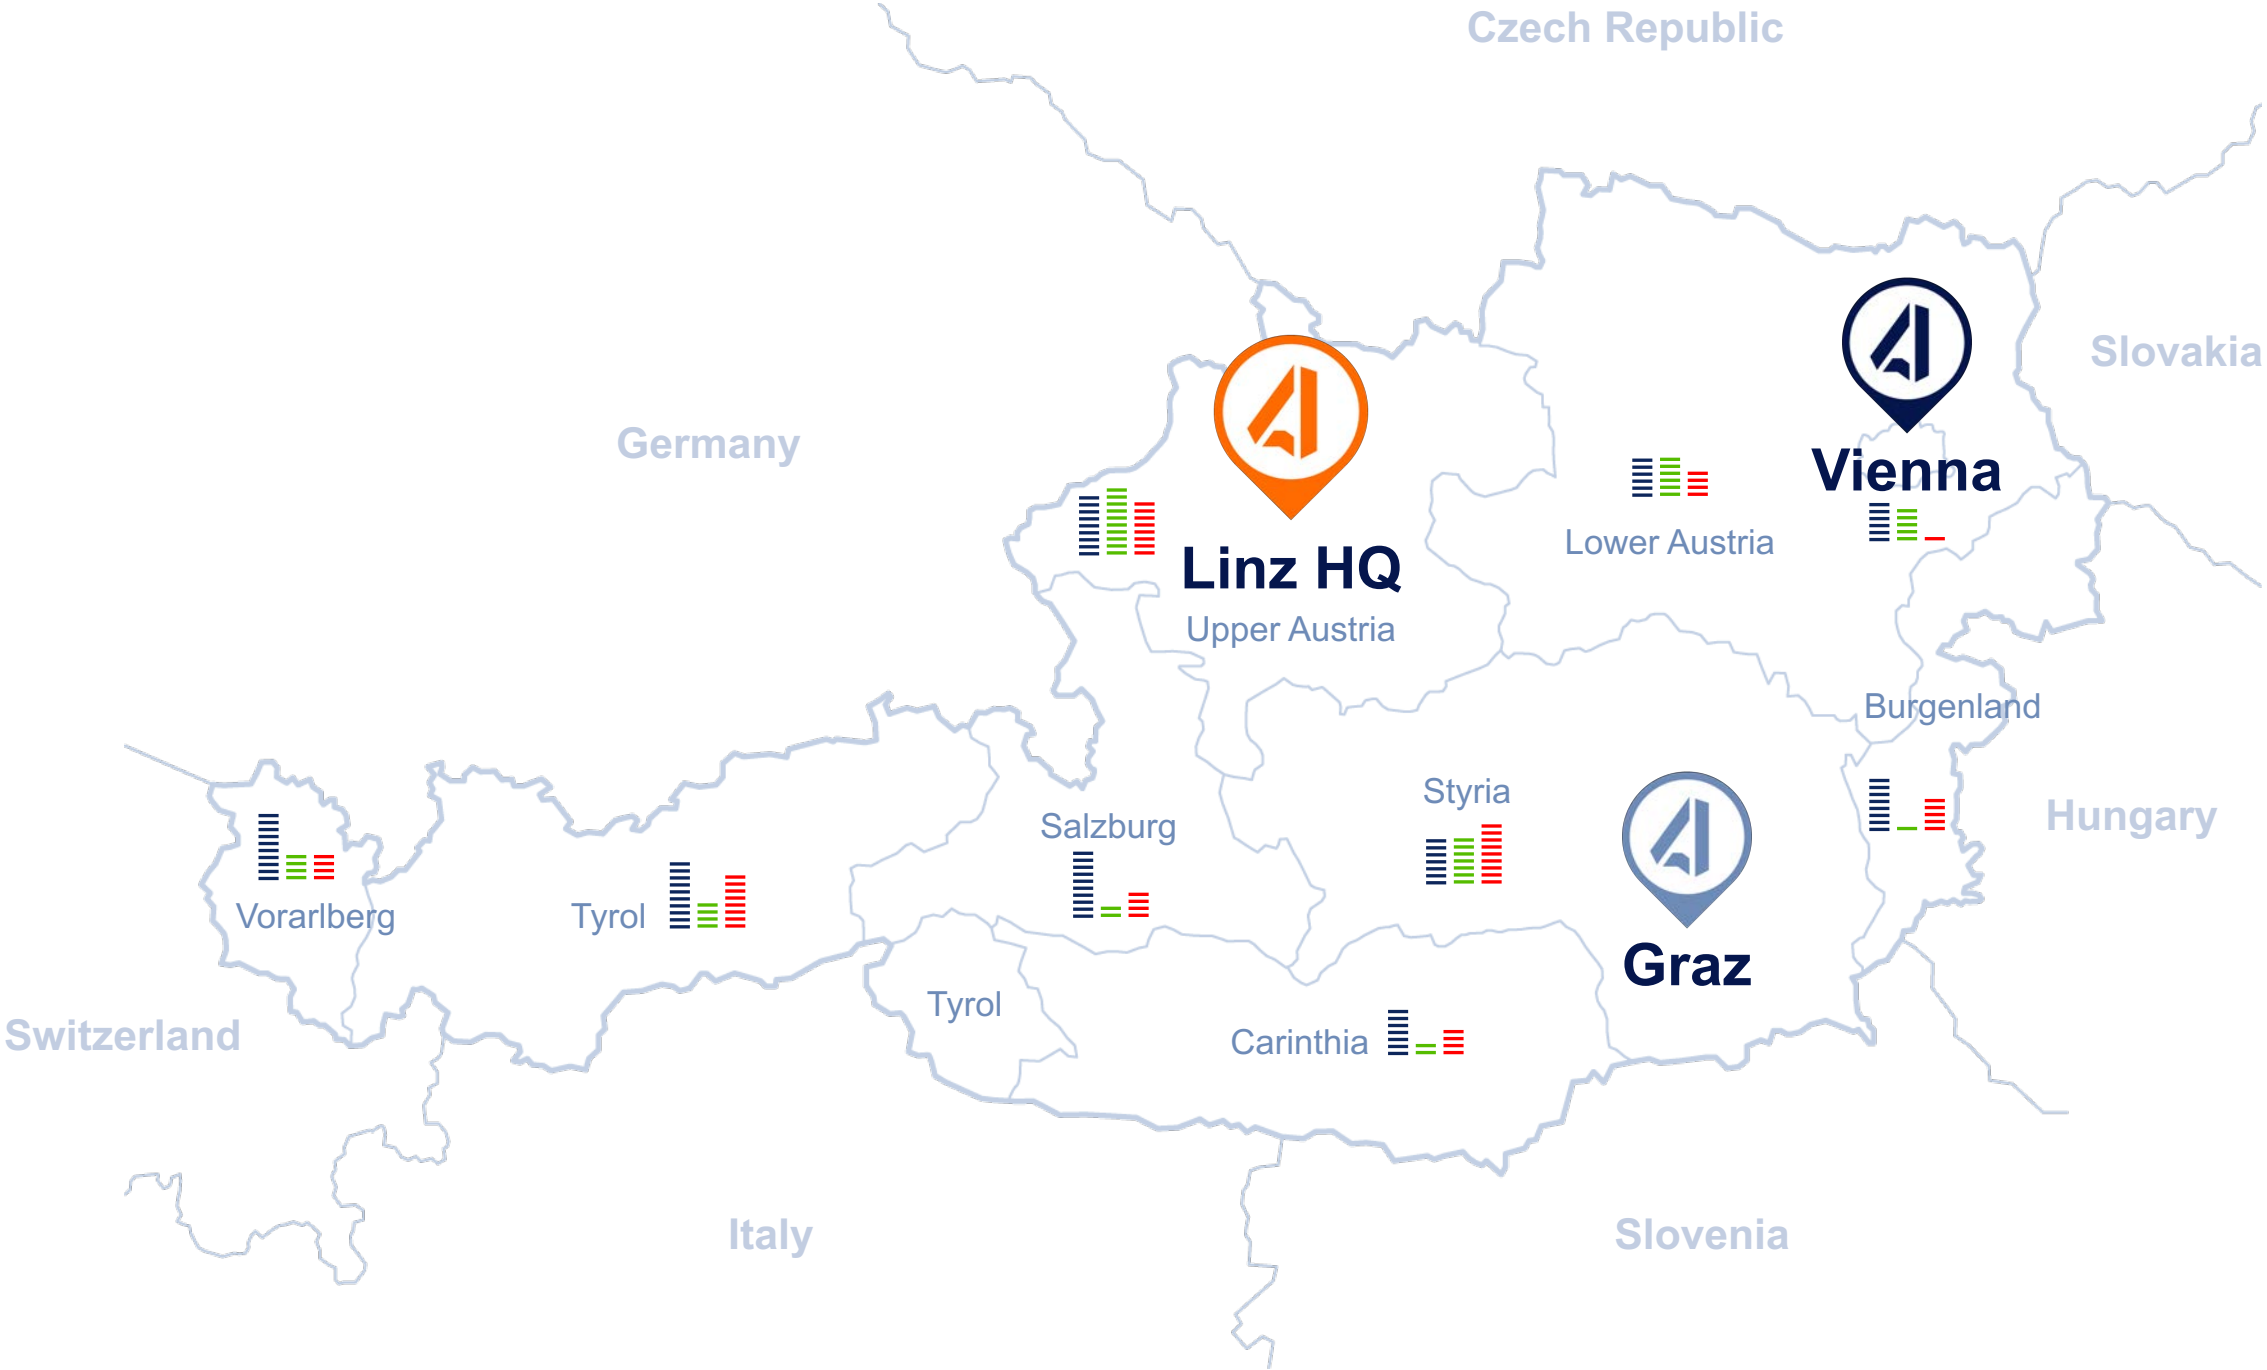 Czech Republic
Slovakia
Germany
Vienna
Lower Austria
Linz HQ
Upper Austria
Burgenland
Styria
Hungary
Salzburg
Vorarlberg
Tyrol
Graz
Tyrol
Switzerland
Carinthia
Italy
Slovenia